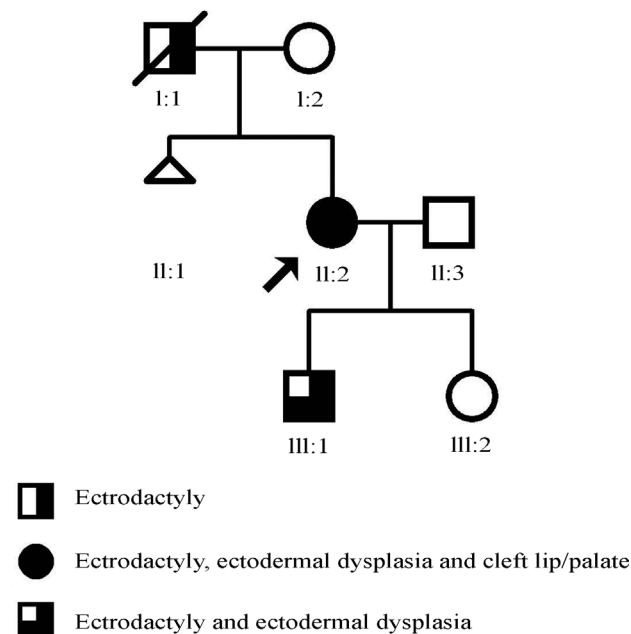 I:1 I:2
II:1 II:2 II:3
III:1 III:2
Ectrodactyly
Ectrodactyly, ectodermal dysplasia and cleft lip/palate
Ectrodactyly and ectodermal dysplasia